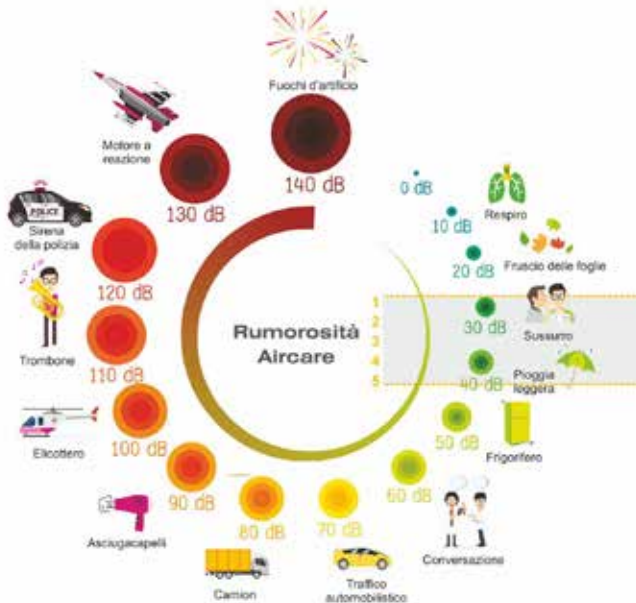 Fuochi d'artificio
140 dB
0 dB
Respiro
10 dB
20 dB
Fruscio delle foglie
1
2
3
4
5
30 dB
Sussurro
40 dB
Pioggia
leggera
50 dB
Frigorifero
60 dB
Conversazione
70 dB
Traffico
automobilistico
80 dB
Camion
90 dB
Asciugacapelli
100 dB
Elicottero
110 dB
Trombone
120 dB
POLICE
Sirena
della polizia
130 dB
Motore a
reazione
Rumorosità
Aircare